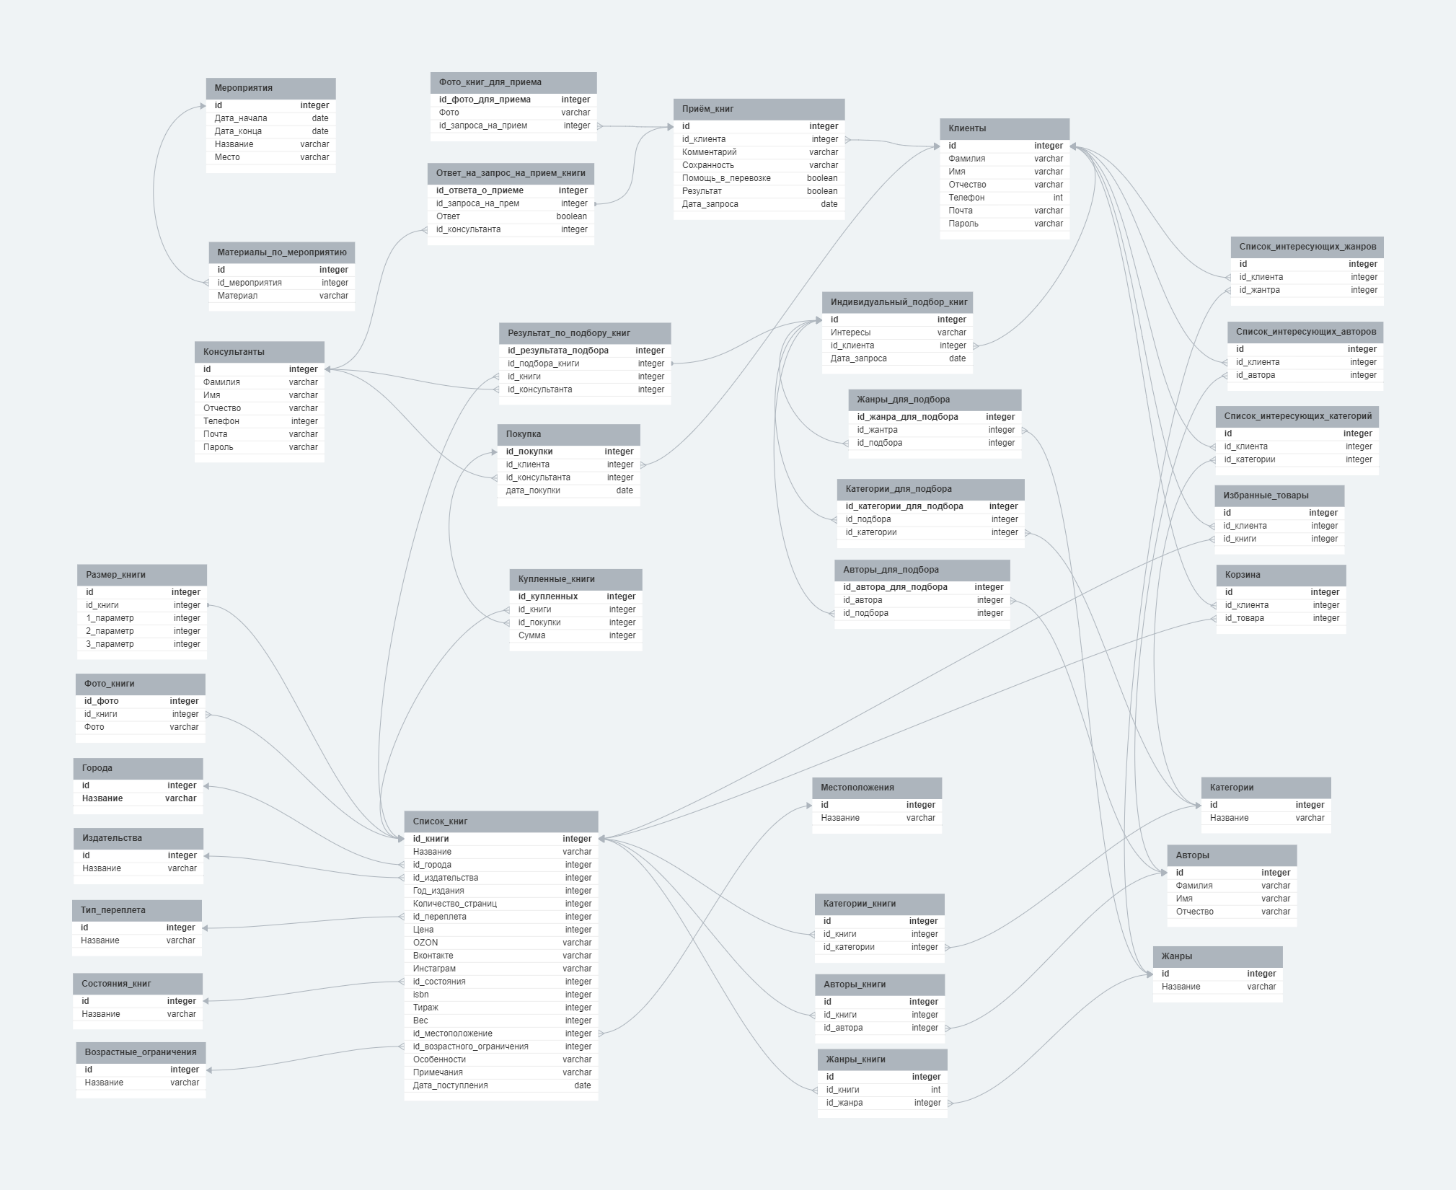 Мероприятия
id integer
Дата_начала date
Дата_конца date
Название varchar
Место varchar
Фото_книг_для_приема
id_фото_для_приема integer
Фото varchar
id_запроса_на_прием integer
Приём_книг
id integer
id_клиента integer
Комментарий varchar
Сохранность varchar
Помощь_в_перевозке boolean
Результат boolean
Дата_запроса date
Клиенты
id integer
Фамилия varchar
Имя varchar
Отчество varchar
Телефон int
Почта varchar
Пароль varchar
Ответ_на_запрос_на_прием_книги
id_ответа_о_приеме integer
id_запроса_на_прем integer
Ответ boolean
id_консультанта integer
Материалы_по_мероприятию
id integer
id_мероприятия integer
Материал varchar
Список_интересующих_жанров
id integer
id_клиента integer
id_жантра integer
Индивидуальный_подбор_книг
id integer
Интересы varchar
id_клиента integer
Дата_запроса date
Результат_по_подбору_книг
id_результата_подбора integer
id_подбора_книги integer
id_книги integer
id_консультанта integer
Список_интересующих_авторов
id integer
id_клиента integer
id_автора integer
Консультанты
id integer
Фамилия varchar
Имя varchar
Отчество varchar
Телефон integer
Почта varchar
Пароль varchar
Жанры_для_подбора
id_жанра_для_подбора integer
id_жантра integer
id_подбора integer
Список_интересующих_категорий
id integer
id_клиента integer
id_категории integer
Покупка
id_покупки integer
id_клиента integer
id_консультанта integer
дата_покупки date
Категории_для_подбора
id_категории_для_подбора integer
id_подбора integer
id_категории integer
Избранные_товары
id integer
id_клиента integer
id_книги integer
Авторы_для_подбора
id_автора_для_подбора integer
id_автора integer
id_подбора integer
Корзина
id integer
id_клиента integer
id_товара integer
Размер_книги
id integer
id_книги integer
1_параметр integer
2_параметр integer
3_параметр integer
Купленные_книги
id_купленных integer
id_книги integer
id_покупки integer
Сумма integer
Фото_книги
id_фото integer
id_книги integer
Фото varchar
Города
id integer
Название varchar
Издательства
id integer
Название varchar
Тип_переплета
id integer
Название varchar
Состояния_книг
id integer
Название varchar
Возрастные_ограничения
id integer
Название varchar
Список_книг
id_книги integer
Название varchar
id_города integer
id_издательства integer
Год_издания integer
Количество_страниц integer
id_переплета integer
Цена integer
OZON varchar
Вконтакте varchar
Инстаграм varchar
id_состояния integer
isbn integer
Тираж integer
Вес integer
id_местоположение integer
id_возрастного_ограничения integer
Особенности varchar
Примечания varchar
Дата_поступления date
Местоположения
id integer
Название varchar
Категории
id integer
Название varchar
Авторы
id integer
Фамилия varchar
Имя varchar
Отчество varchar
Категории_книги
id integer
id_книги integer
id_категории integer
Жанры
id integer
Название varchar
Авторы_книги
id integer
id_книги integer
id_автора integer
Жанры_книги
id integer
id_книги int
id_жанра integer